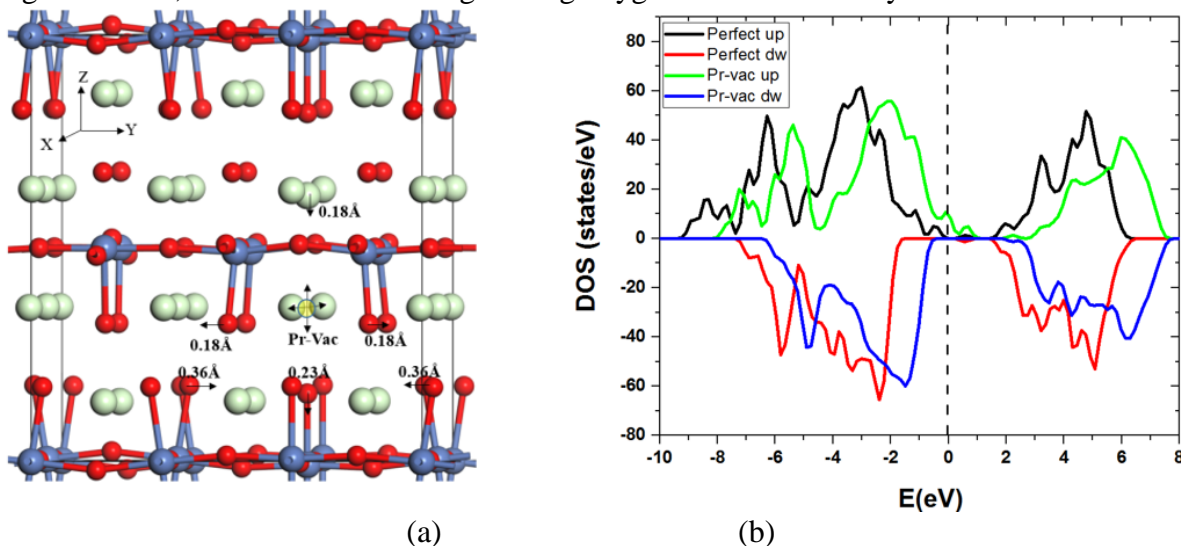 Z
X
Y
0.18Å
Pr-Vac
0.18Å
0.18Å
0.36Å
0.23Å
0.36Å
(a)
DOS (states/eV)
80
60
40
20
0
-20
-40
-60
-80
Perfect up
Perfect dw
Pr-vac up
Pr-vac dw
-10 -8 -6 -4 -2 0 2 4 6 8
E(eV)
(b)